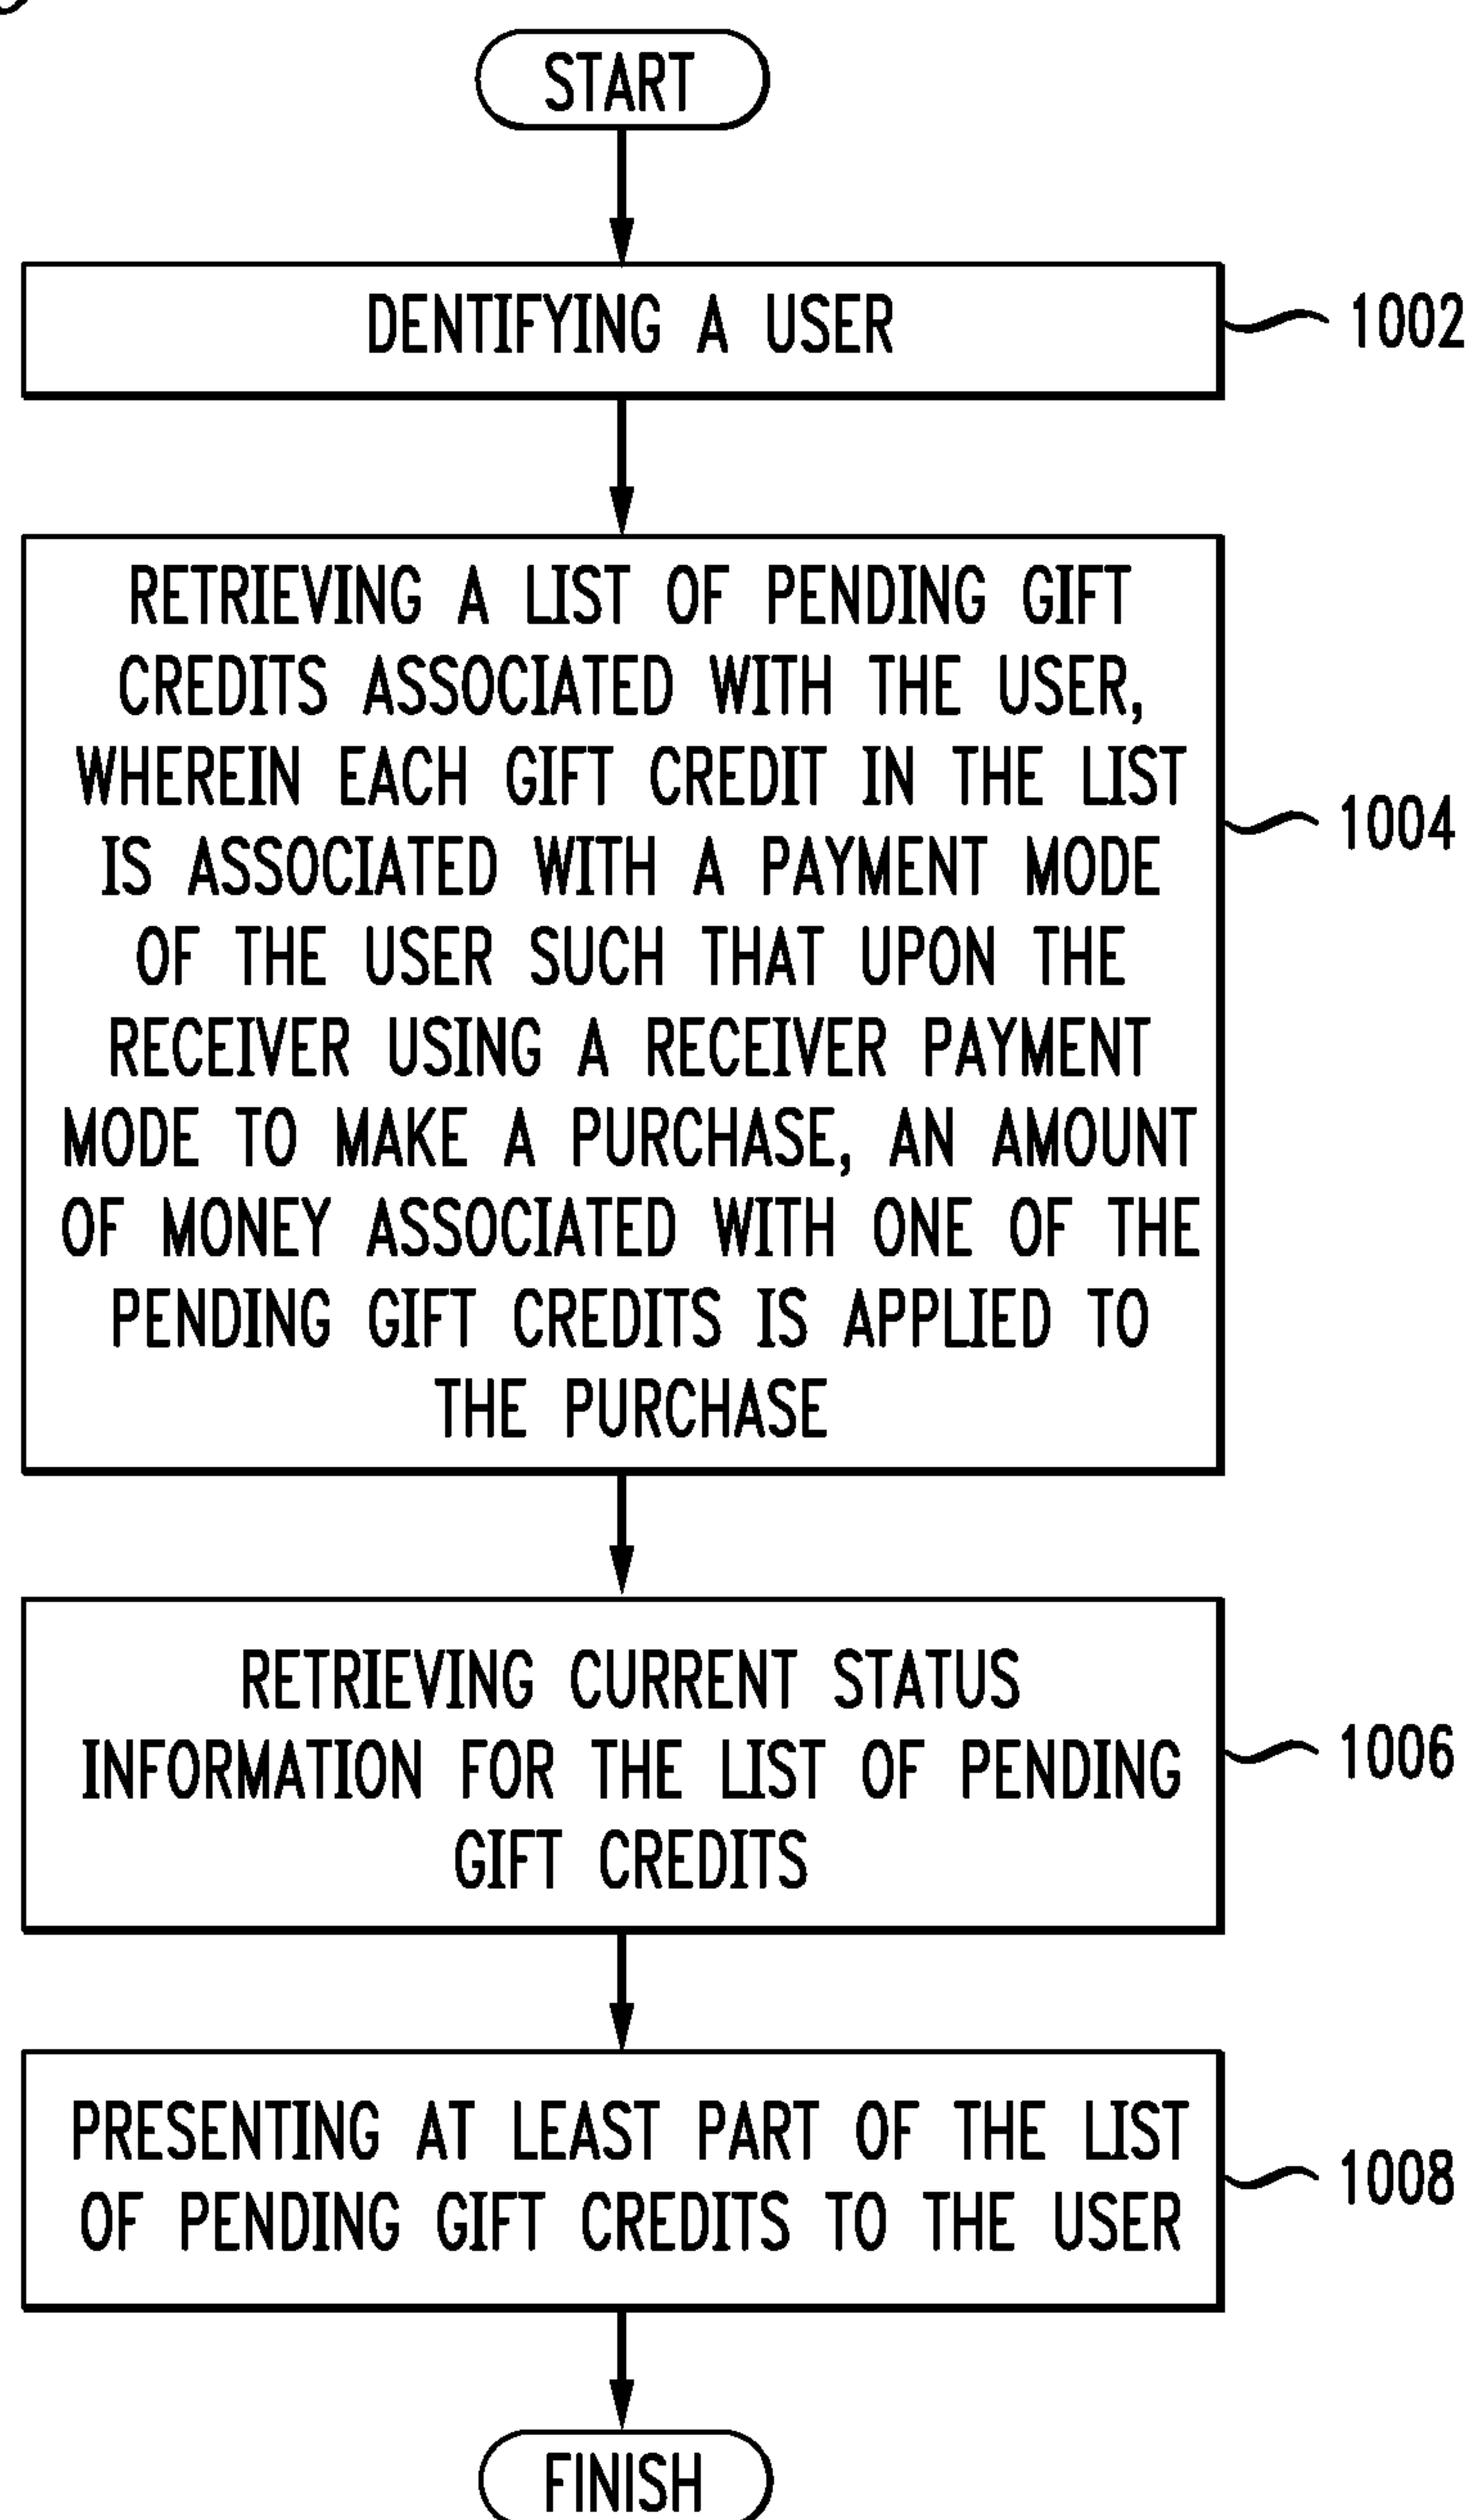 START
DENTIFYING A USER
1002
RETRIEVING A LIST OF PENDING GIFT
CREDITS ASSOCIATED WITH THE USER,
WHEREIN EACH GIFT CREDIT IN THE LIST
IS ASSOCIATED WITH A PAYMENT MODE
OF THE USER SUCH THAT UPON THE
RECEIVER USING A RECEIVER PAYMENT
MODE TO MAKE A PURCHASE, AN AMOUNT
OF MONEY ASSOCIATED WITH ONE OF THE
PENDING GIFT CREDITS IS APPLIED TO
THE PURCHASE
1004
RETRIEVING CURRENT STATUS
INFORMATION FOR THE LIST OF PENDING
GIFT CREDITS
1006
PRESENTING AT LEAST PART OF THE LIST
OF PENDING GIFT CREDITS TO THE USER
1008
FINISH